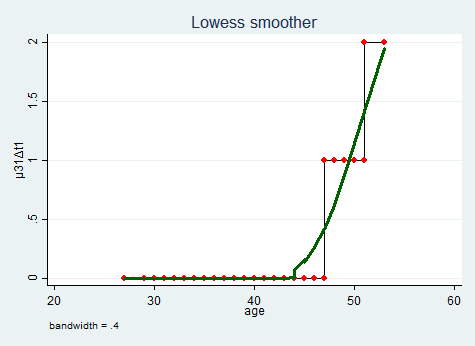 Lowess smoother
μ31Δt1
2
1.5
1
.5
0
20 30 40 50 60
age
bandwidth = .4